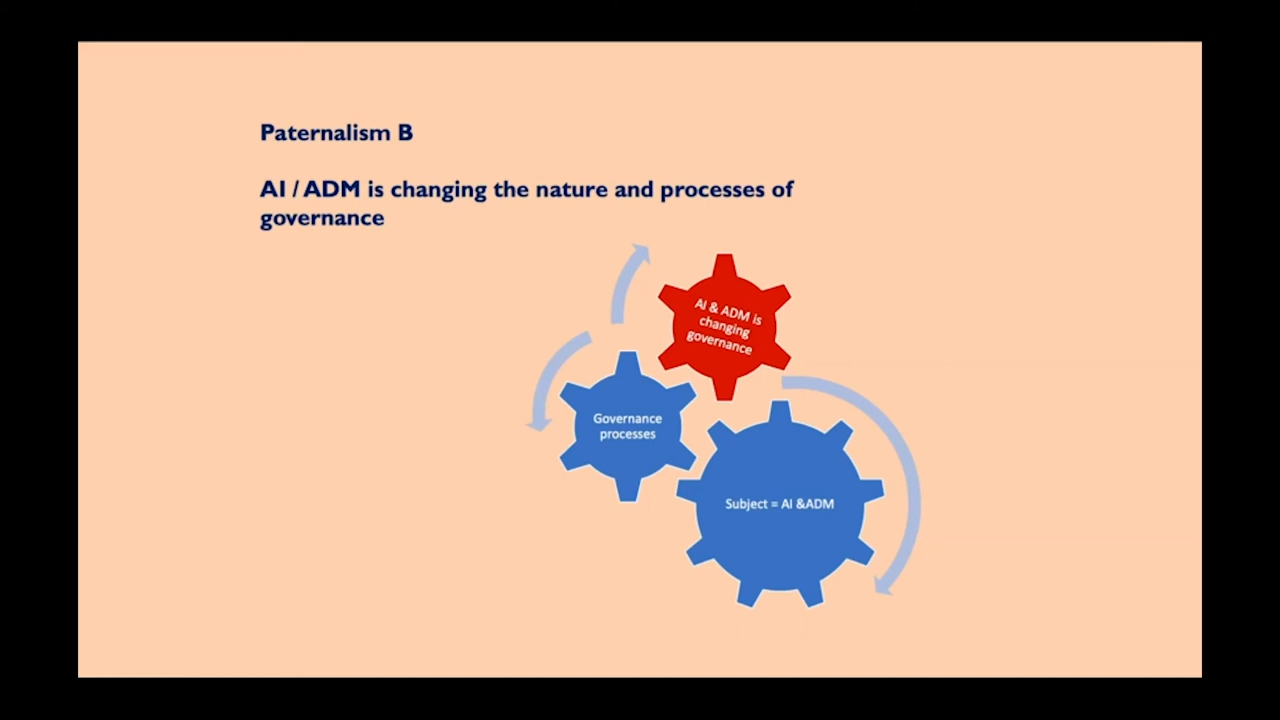 Paternalism B
AI / ADM is changing the nature and processes of
governance
AI & ADM is
changing
governance
Governance
processes
Subject = AI &ADM